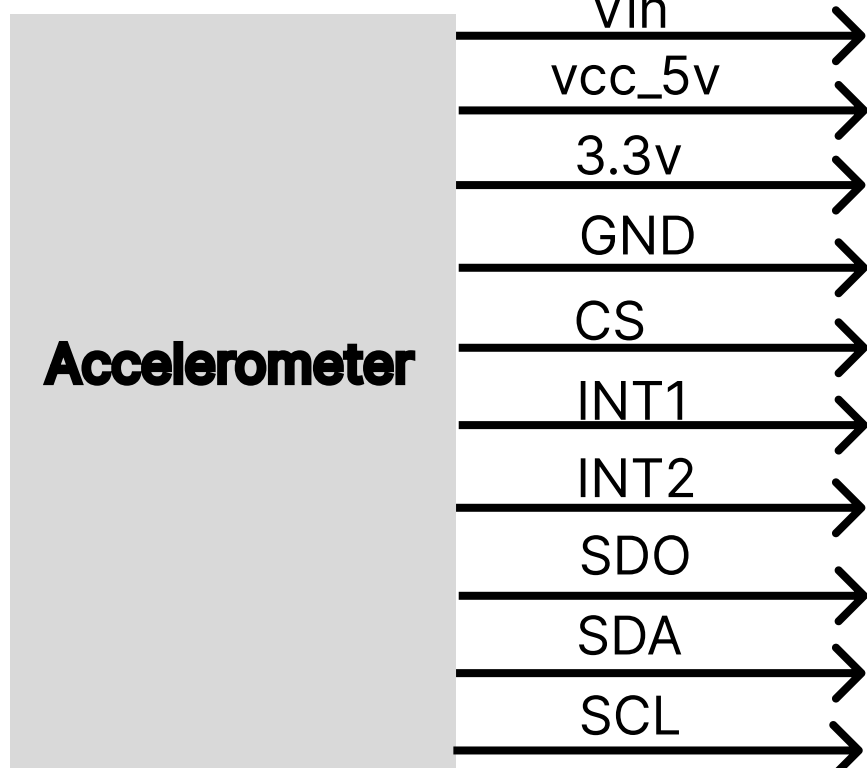 Vin
vcc_5v
3.3v
GND
CS
Accelerometer
INT1
INT2
SDO
SDA
SCL